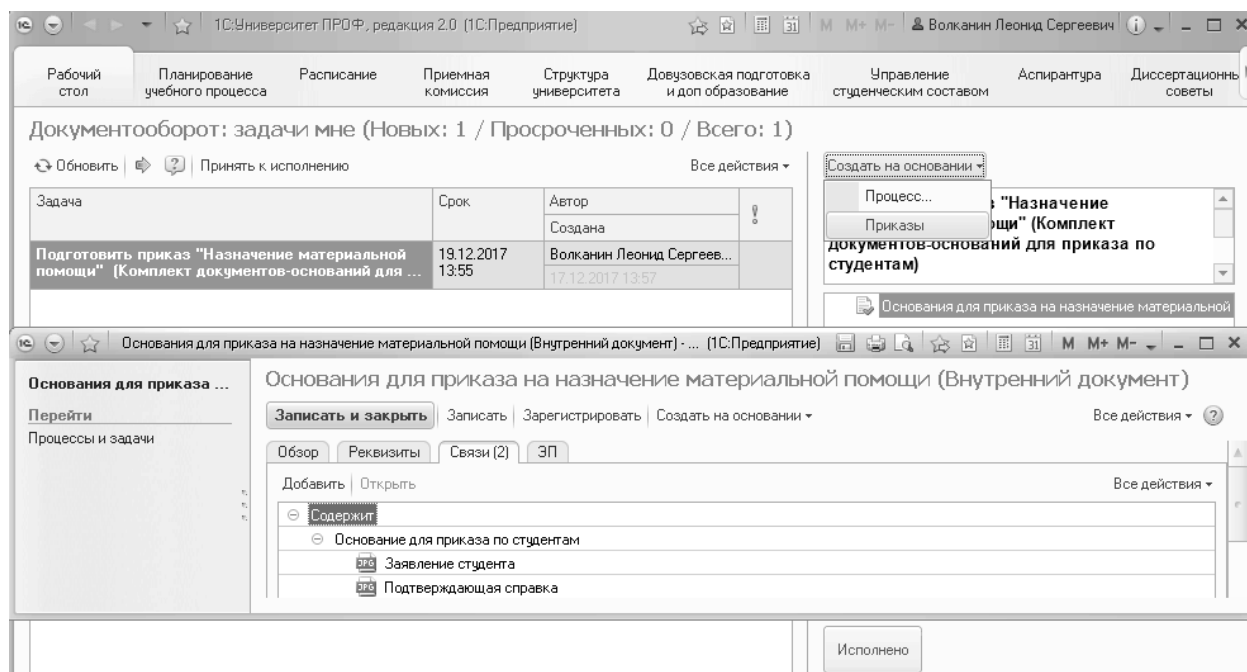 1С:Университет ПРОФ, редакция 2.0 (1С:Предприятие) M M+ M- Волканин Леонид Сергеевич
Рабочий стол
Планирование учебного процесса
Расписание
Приемная комиссия
Структура университета
Довузовская подготовка и доп образование
Управление студенческим составом
Аспирантура
Диссертационнь советы
Документооборот: задачи мне (Новых: 1 / Просроченных: 0 / Всего: 1)
Обновить Принять к исполнению Все действия
Создать на основании
Процесс...
Приказы
Задача Срок Автор
Создана
Подготовить приказ "Назначение материальной
помощи" (Комплект документов-оснований для ...
19.12.2017
13:55
Волканин Леонид Сергеев...
17.12.2017 13:57
"Назначение
(Комплект
документов-оснований для приказа по
студентам)
Основания для приказа на назначение материальной
Основания для приказа на назначение материальной помощи (Внутренний документ) - ... (1С:Предприятие) M M+ M-
Основания для приказа ...
Перейти
Процессы и задачи
Основания для приказа на назначение материальной помощи (Внутренний документ)
Записать и закрыть Записать Зарегистрировать Создать на основании Все действия
Обзор Реквизиты Связи (2) ЭП
Добавить Открыть Все действия
Содержит
Основание для приказа по студентам
JPG Заявление студента
JPG Подтверждающая справка
Исполнено